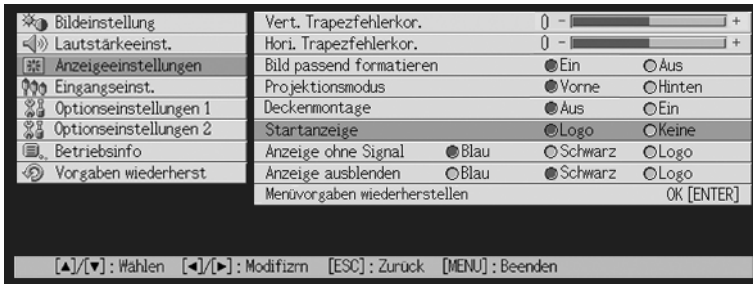 Bildeinstellung
Lautstärkeeinst.
Anzeigeeinstellungen
Eingangseinst.
Optionseinstellungen 1
Optionseinstellungen 2
Betriebsinfo
Vorgaben wiederherst
Vert. Trapezfehlerkor. 0 - +
Hori. Trapezfehlerkor. 0 - +
Bild passend formatieren Ein Aus
Projektionsmodus Vorne Hinten
Deckenmontage Aus Ein
Startanzeige Logo Keine
Anzeige ohne Signal Blau Schwarz Logo
Anzeige ausblenden Blau Schwarz Logo
Menüvorgaben wiederherstellen OK [ENTER]
[▲]/[▼] : Wählen [◄]/[►] : Modifizrn [ESC] : Zurück [MENU] : Beenden